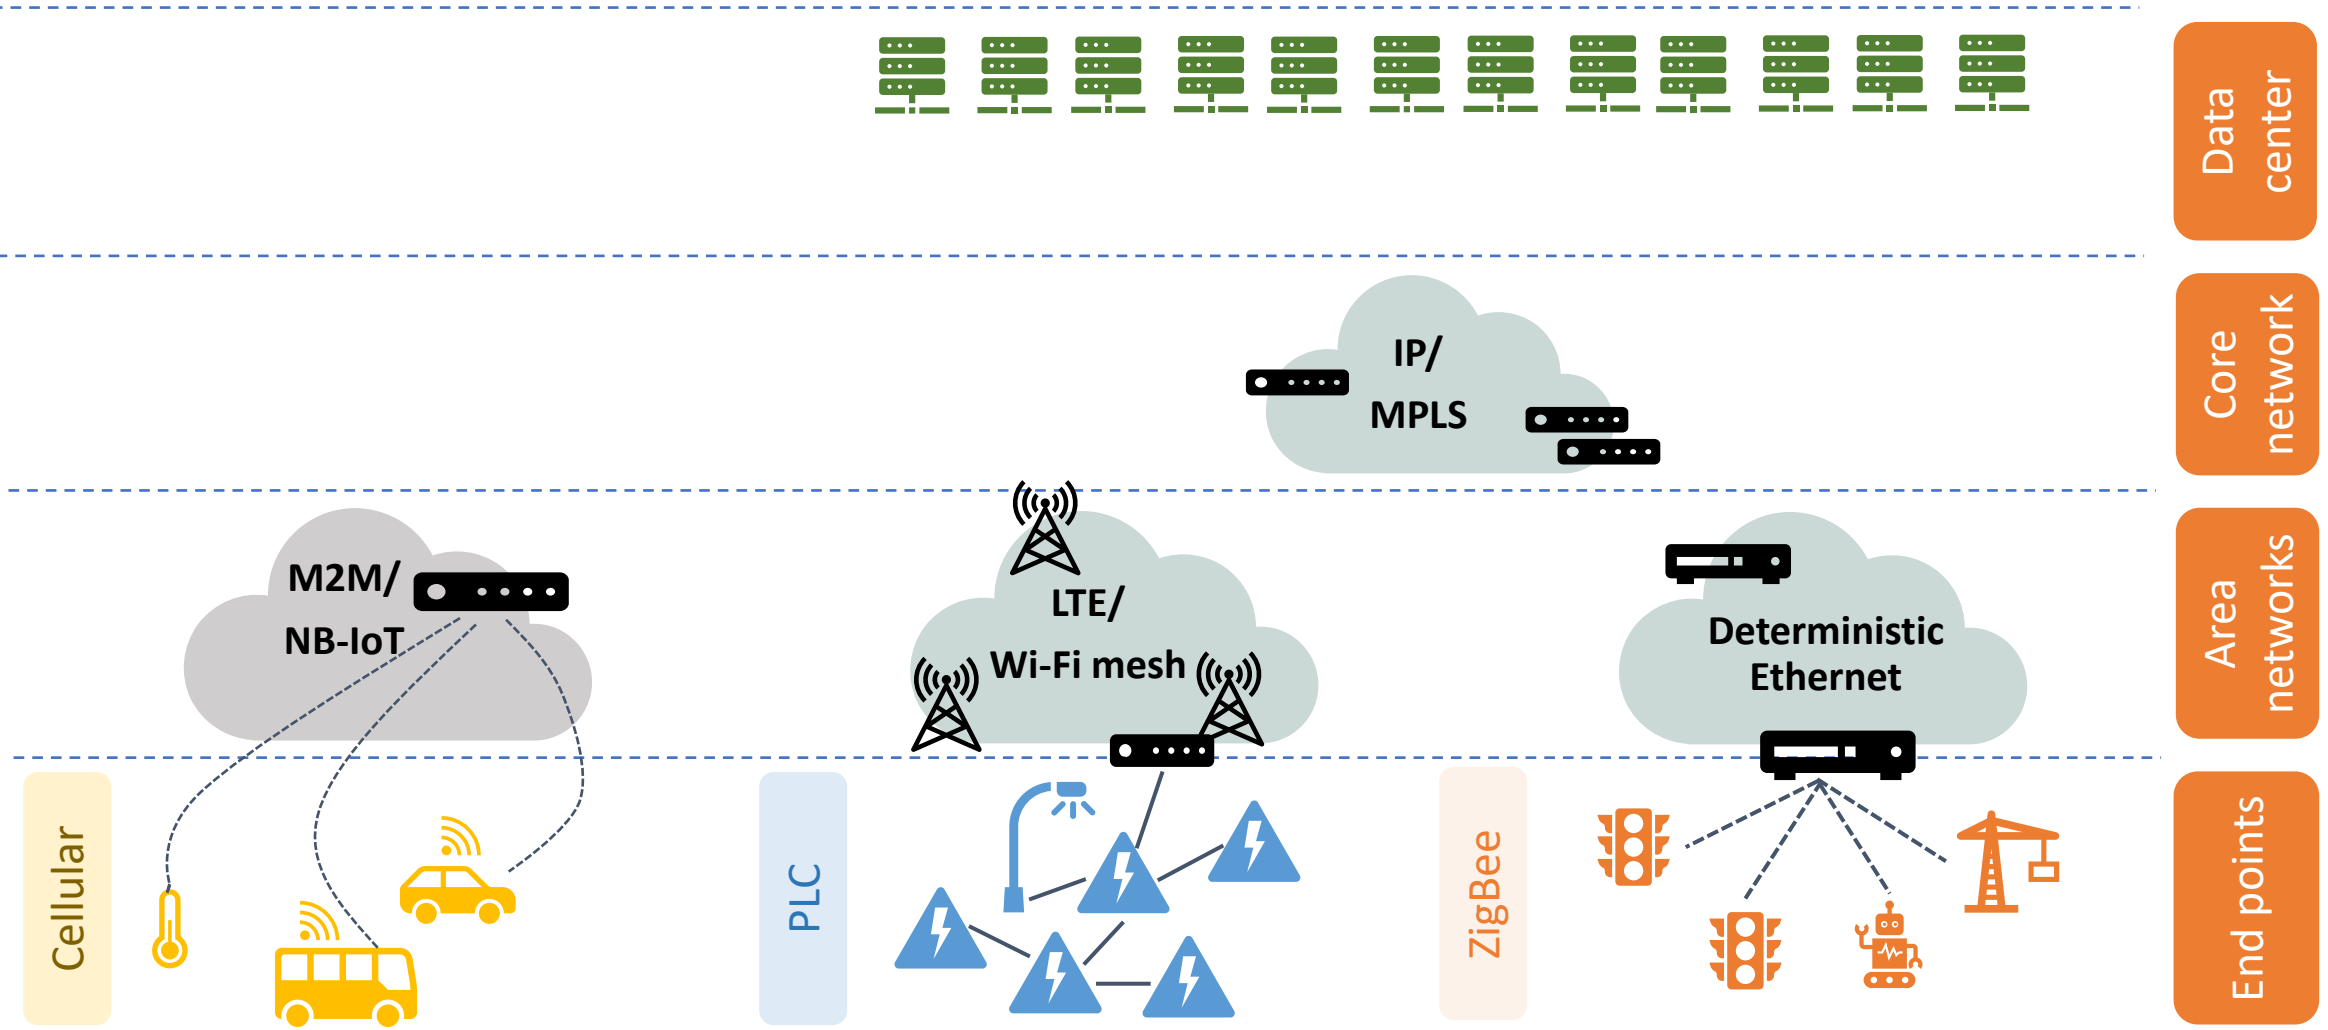 Data
center
IP/
MPLS
Core
network
M2M/
NB-IoT
LTE/
Wi-Fi mesh
Deterministic
Ethernet
Area
networks
Cellular
PLC
ZigBee
End points